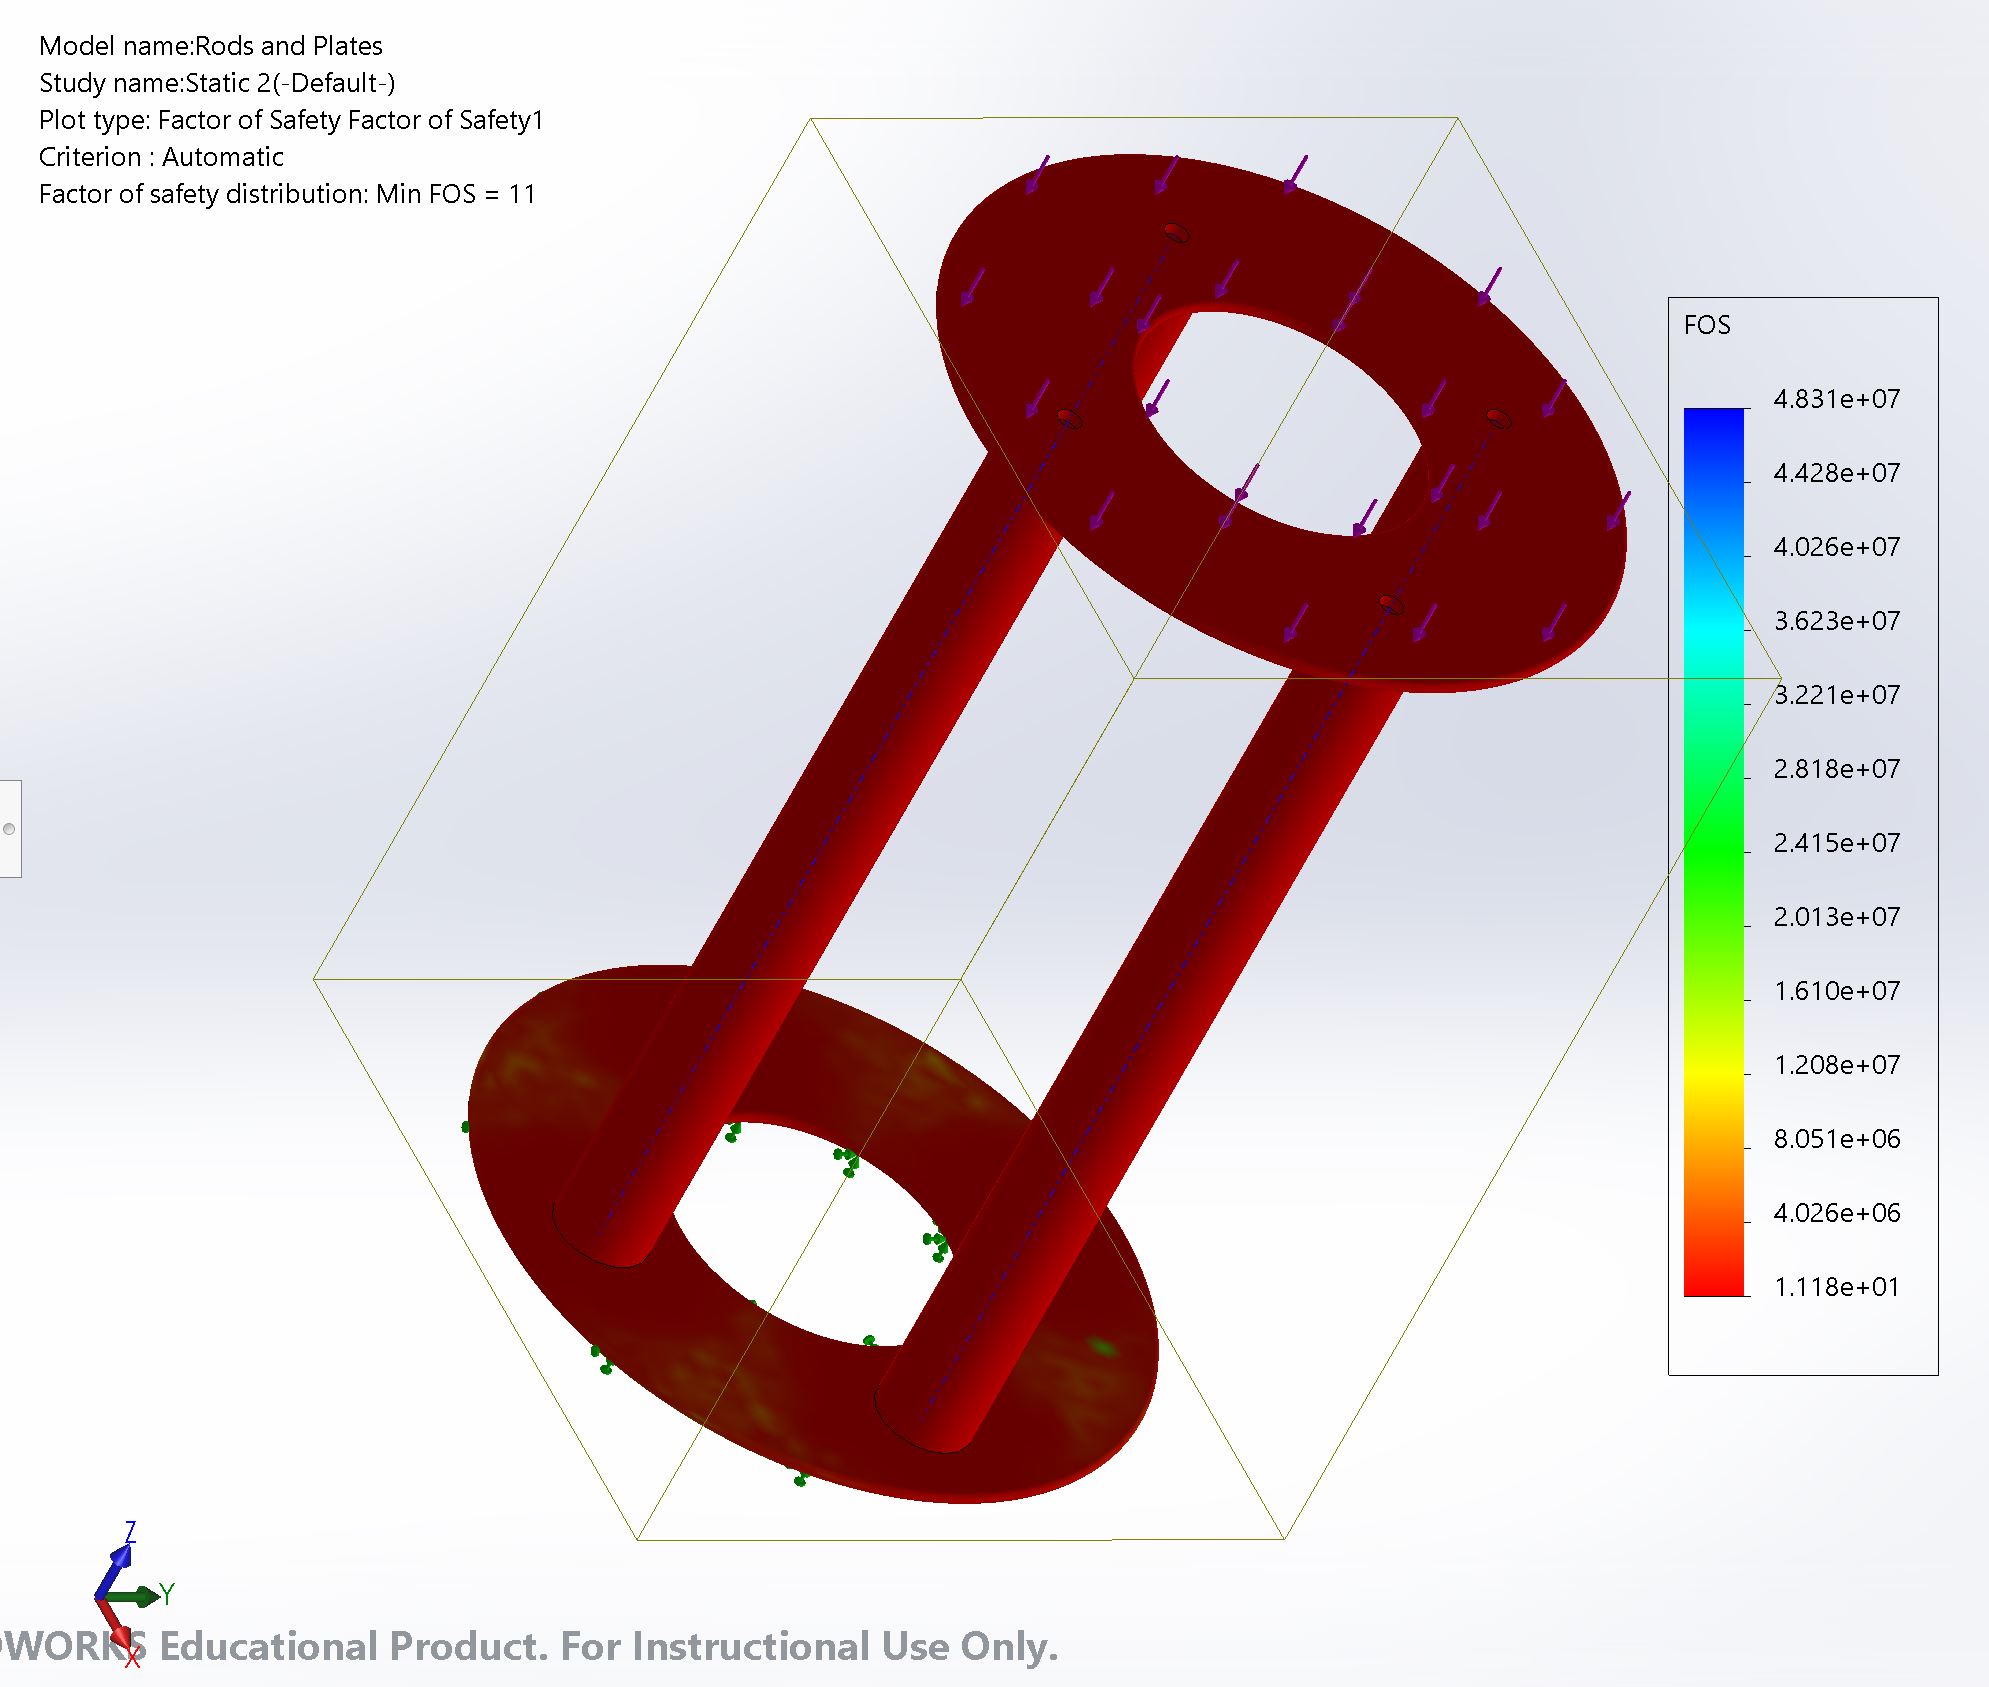 Model name:Rods and Plates
Study name:Static 2(-Default-)
Plot type: Factor of Safety Factor of Safety1
Criterion : Automatic
Factor of safety distribution: Min FOS = 11
FOS
4.831e+07
4.428e+07
4.026e+07
3.623e+07
3.221e+07
2.818e+07
2.415e+07
2.013e+07
1.610e+07
1.208e+07
8.051e+06
4.026e+06
1.118e+01
Z
Y
X
WORKS Educational Product. For Instructional Use Only.